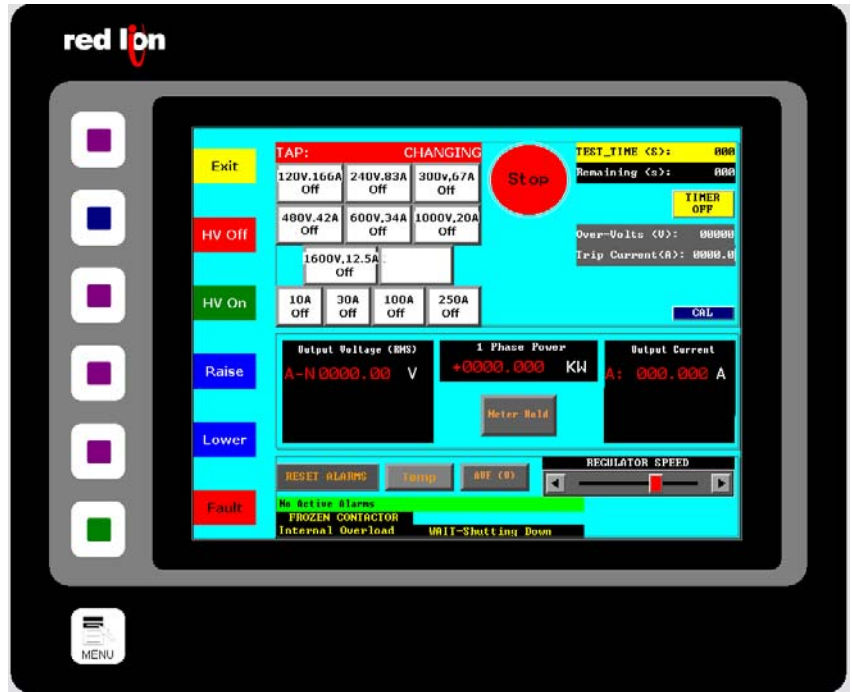 red lion
Exit
HV Off
HV On
Raise
Lower
Fault
TAP: CHANGING
120V.166A Off 240V.83A Off 300v,67A Off
480V.42A Off 600V,34A Off 1000V,20A Off
1600V,12.5A Off
10A Off 30A Off 100A Off 250A Off
Stop
TEST_TIME (S): 000
Remaining (s): 000
TIMER
OFF
Over-Volts (V): 00000
Trip Current(A): 0000.0
CAL
Output Voltage (RMS)
A-N 0000.00 V
1 Phase Power
+0000.000 KW
Output Current
A: 000.000 A
Meter Hold
RESET ALARMS
Temp
AVF (V)
REGULATOR SPEED
No Active Alarms
FROZEN CONTACTOR
Internal Overload WAIT-Shutting Down
MENU